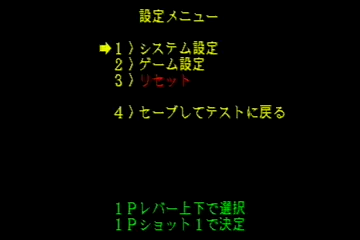 設定メニュー
➡1）システム設定
2）ゲーム設定
3）リセット
4）セーブしてテストに戻る
1Pレバー上下で選択
1Pショット1で決定